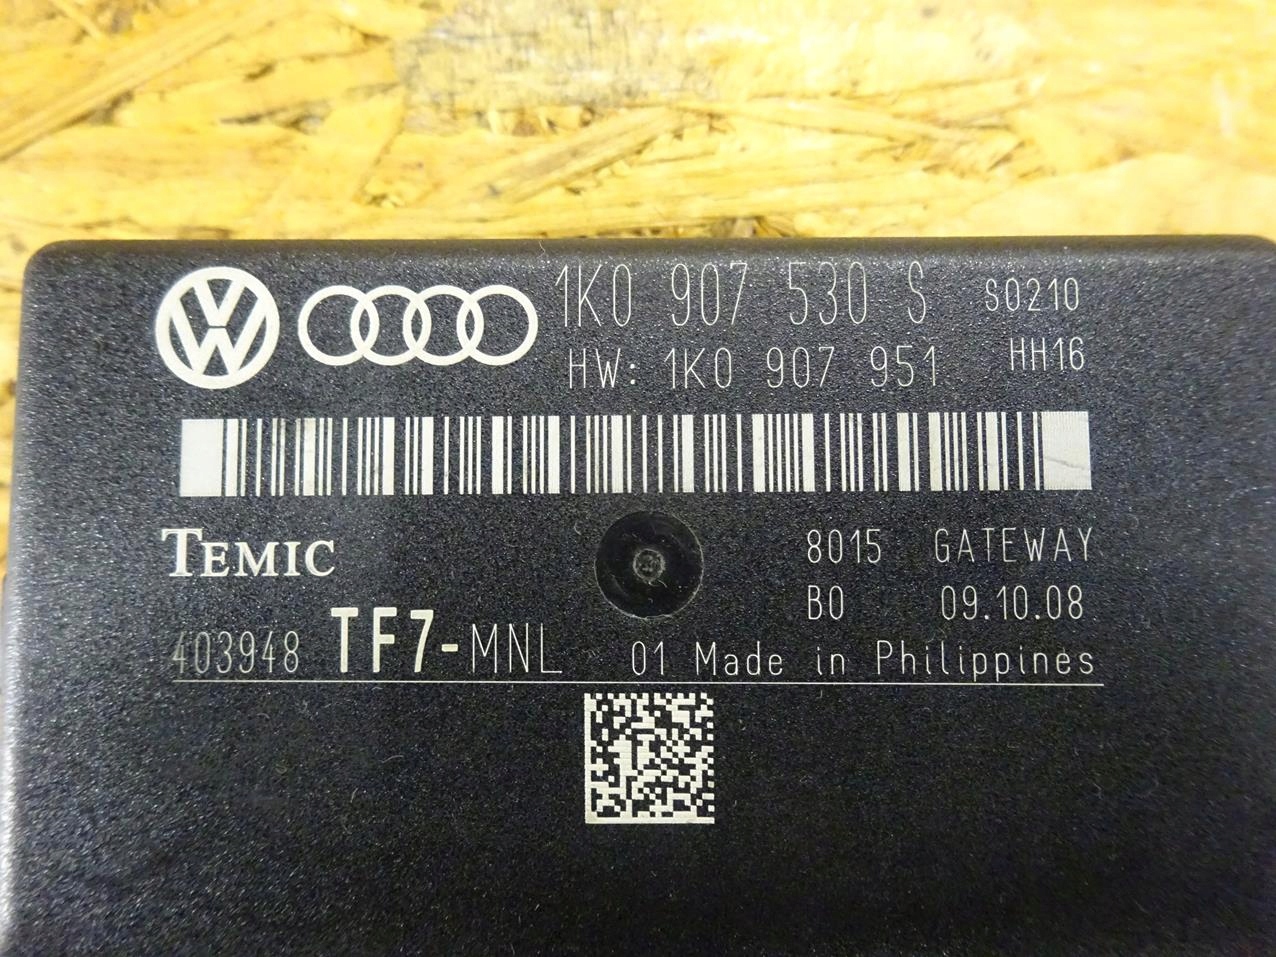 1K0 907 530 S S0210
HW: 1K0 907 951 HH16
TEMIC 8015 GATEWAY
B0 09.10.08
403948 TF7-MNL 01 Made in Philippines